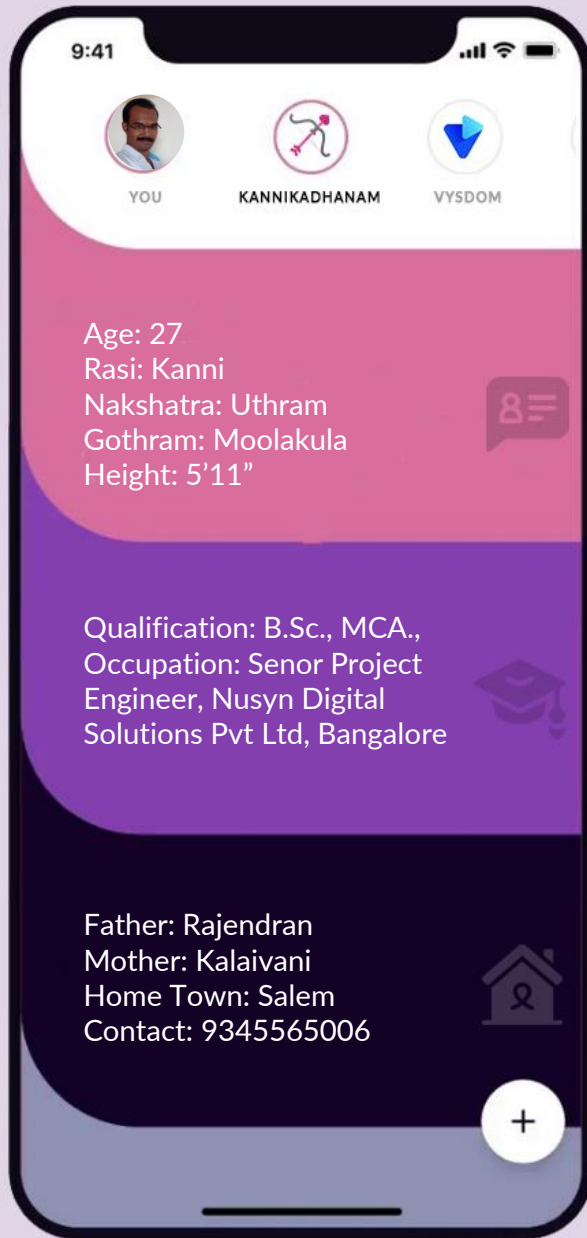 9:41
YOU
KANNIKADHANAM
VYSDOM
Age: 27
Rasi: Kanni
Nakshatra: Uthram
Gothram: Moolakula
Height: 5’11”
Qualification: B.Sc., MCA.,
Occupation: Senor Project
Engineer, Nusyn Digital
Solutions Pvt Ltd, Bangalore
Father: Rajendran
Mother: Kalaivani
Home Town: Salem
Contact: 9345565006